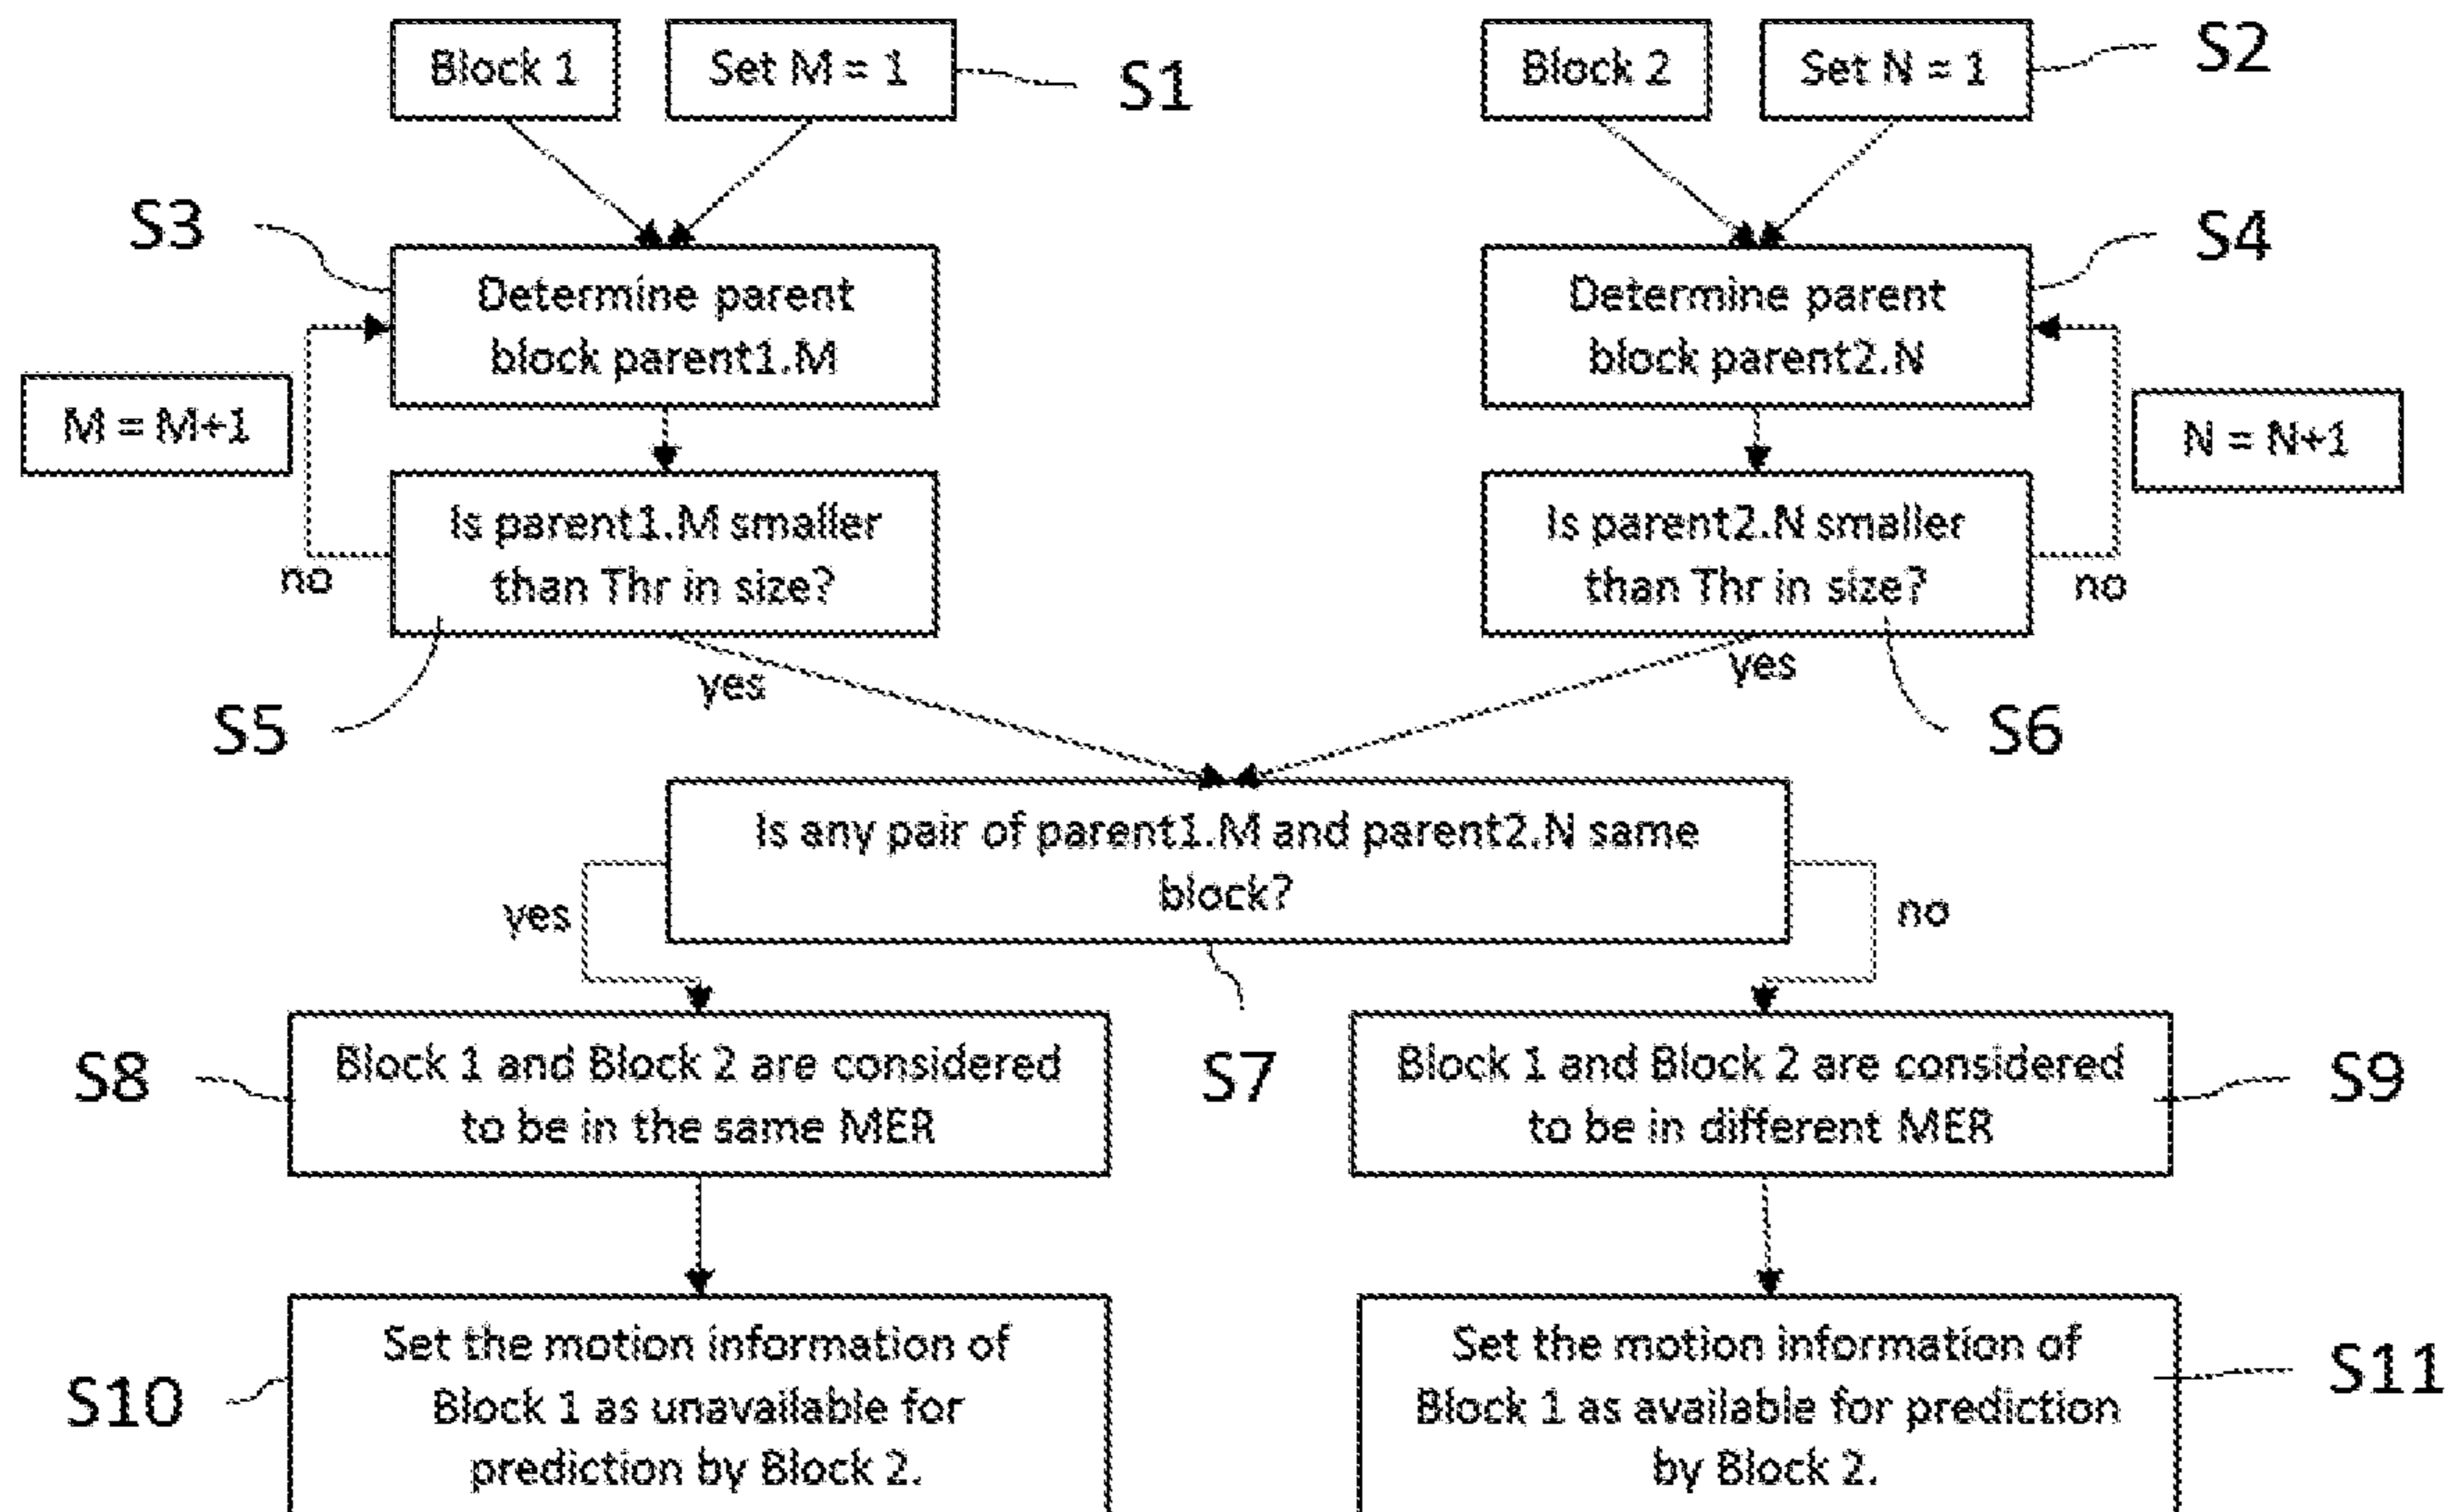 Block 1
Set M = 1
S1
Block 2
Set N = 1
S2
S3
Determine parent
block parent1.M
S4
Determine parent
block parent2.N
M = M+1
N = N+1
Is parent1.M smaller
than Thr in size?
no
Is parent2.N smaller
than Thr in size?
no
yes
yes
S5
S6
Is any pair of parent1.M and parent2.N same
block?
yes
no
S7
S8
Block 1 and Block 2 are considered
to be in the same MER
Block 1 and Block 2 are considered
to be in different MER
S9
S10
Set the motion information of
Block 1 as unavailable for
prediction by Block 2.
Set the motion information of
Block 1 as available for prediction
by Block 2.
S11